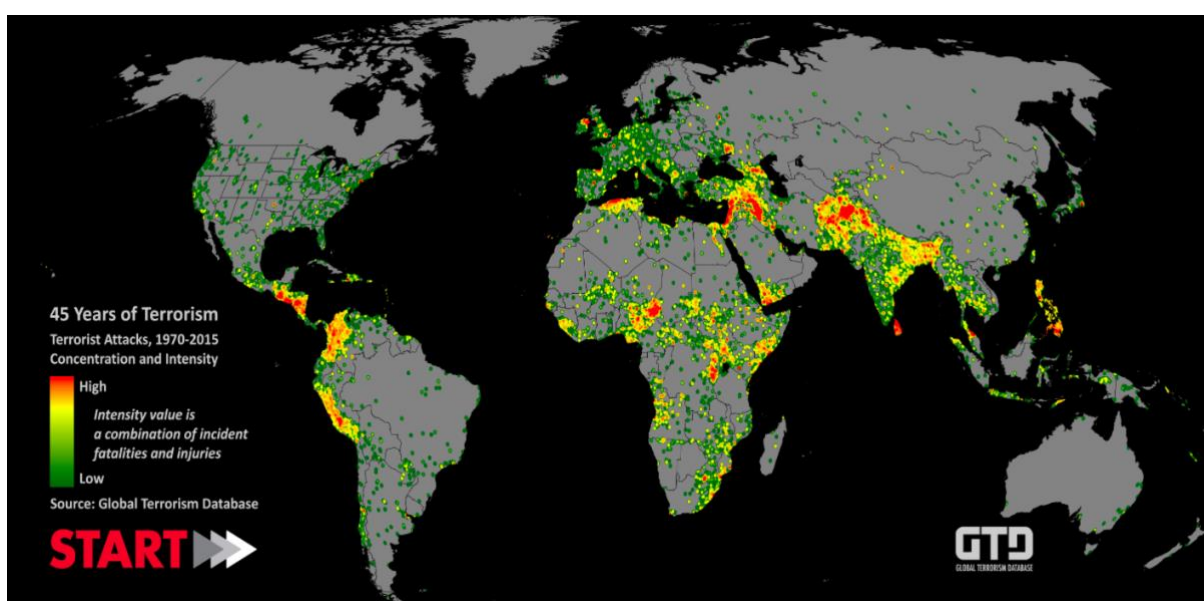 45 Years of Terrorism
Terrorist Attacks, 1970-2015
Concentration and Intensity
High
Intensity value is
a combination of incident
fatalities and injuries
Low
Source: Global Terrorism Database
START
GTD
GLOBAL TERRORISM DATABASE